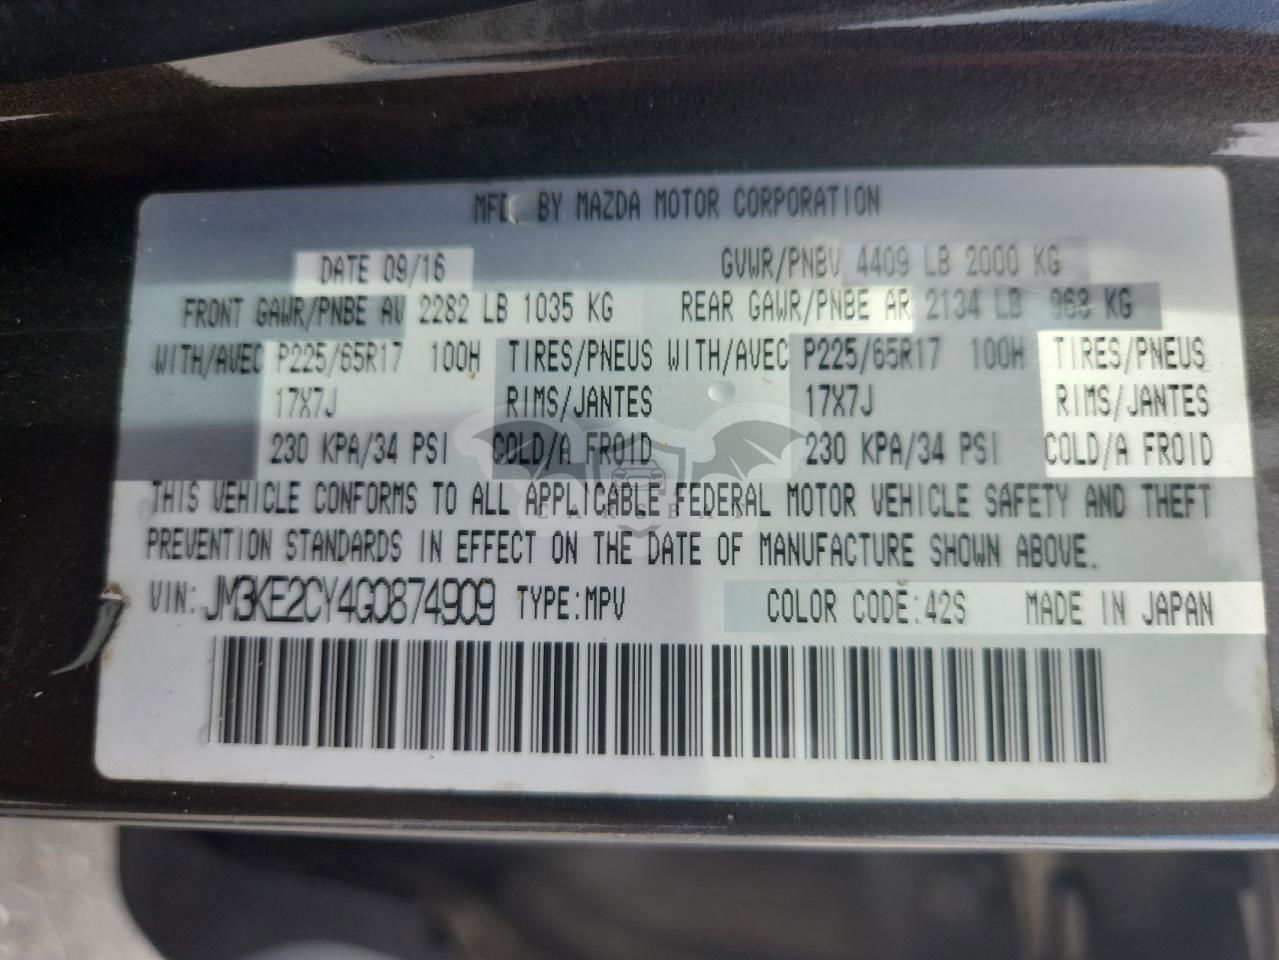 MFD. BY MAZDA MOTOR CORPORATION
DATE 09/16 GVWR/PNBV 4409 LB 2000 KG
FRONT GAWR/PNBE AV 2282 LB 1035 KG REAR GAWR/PNBE AR 2134 LB 968 KG
WITH/AVEC P225/65R17 100H TIRES/PNEUS WITH/AVEC P225/65R17 100H TIRES/PNEUS
17X7J RIMS/JANTES 17X7J RIMS/JANTES
230 KPA/34 PSI COLD/A FROID 230 KPA/34 PSI COLD/A FROID
THIS VEHICLE CONFORMS TO ALL APPLICABLE FEDERAL MOTOR VEHICLE SAFETY AND THEFT
CARSBAT
PREVENTION STANDARDS IN EFFECT ON THE DATE OF MANUFACTURE SHOWN ABOVE.
VIN: JM3KE2CY4G0874909 TYPE:MPV COLOR CODE:42S MADE IN JAPAN